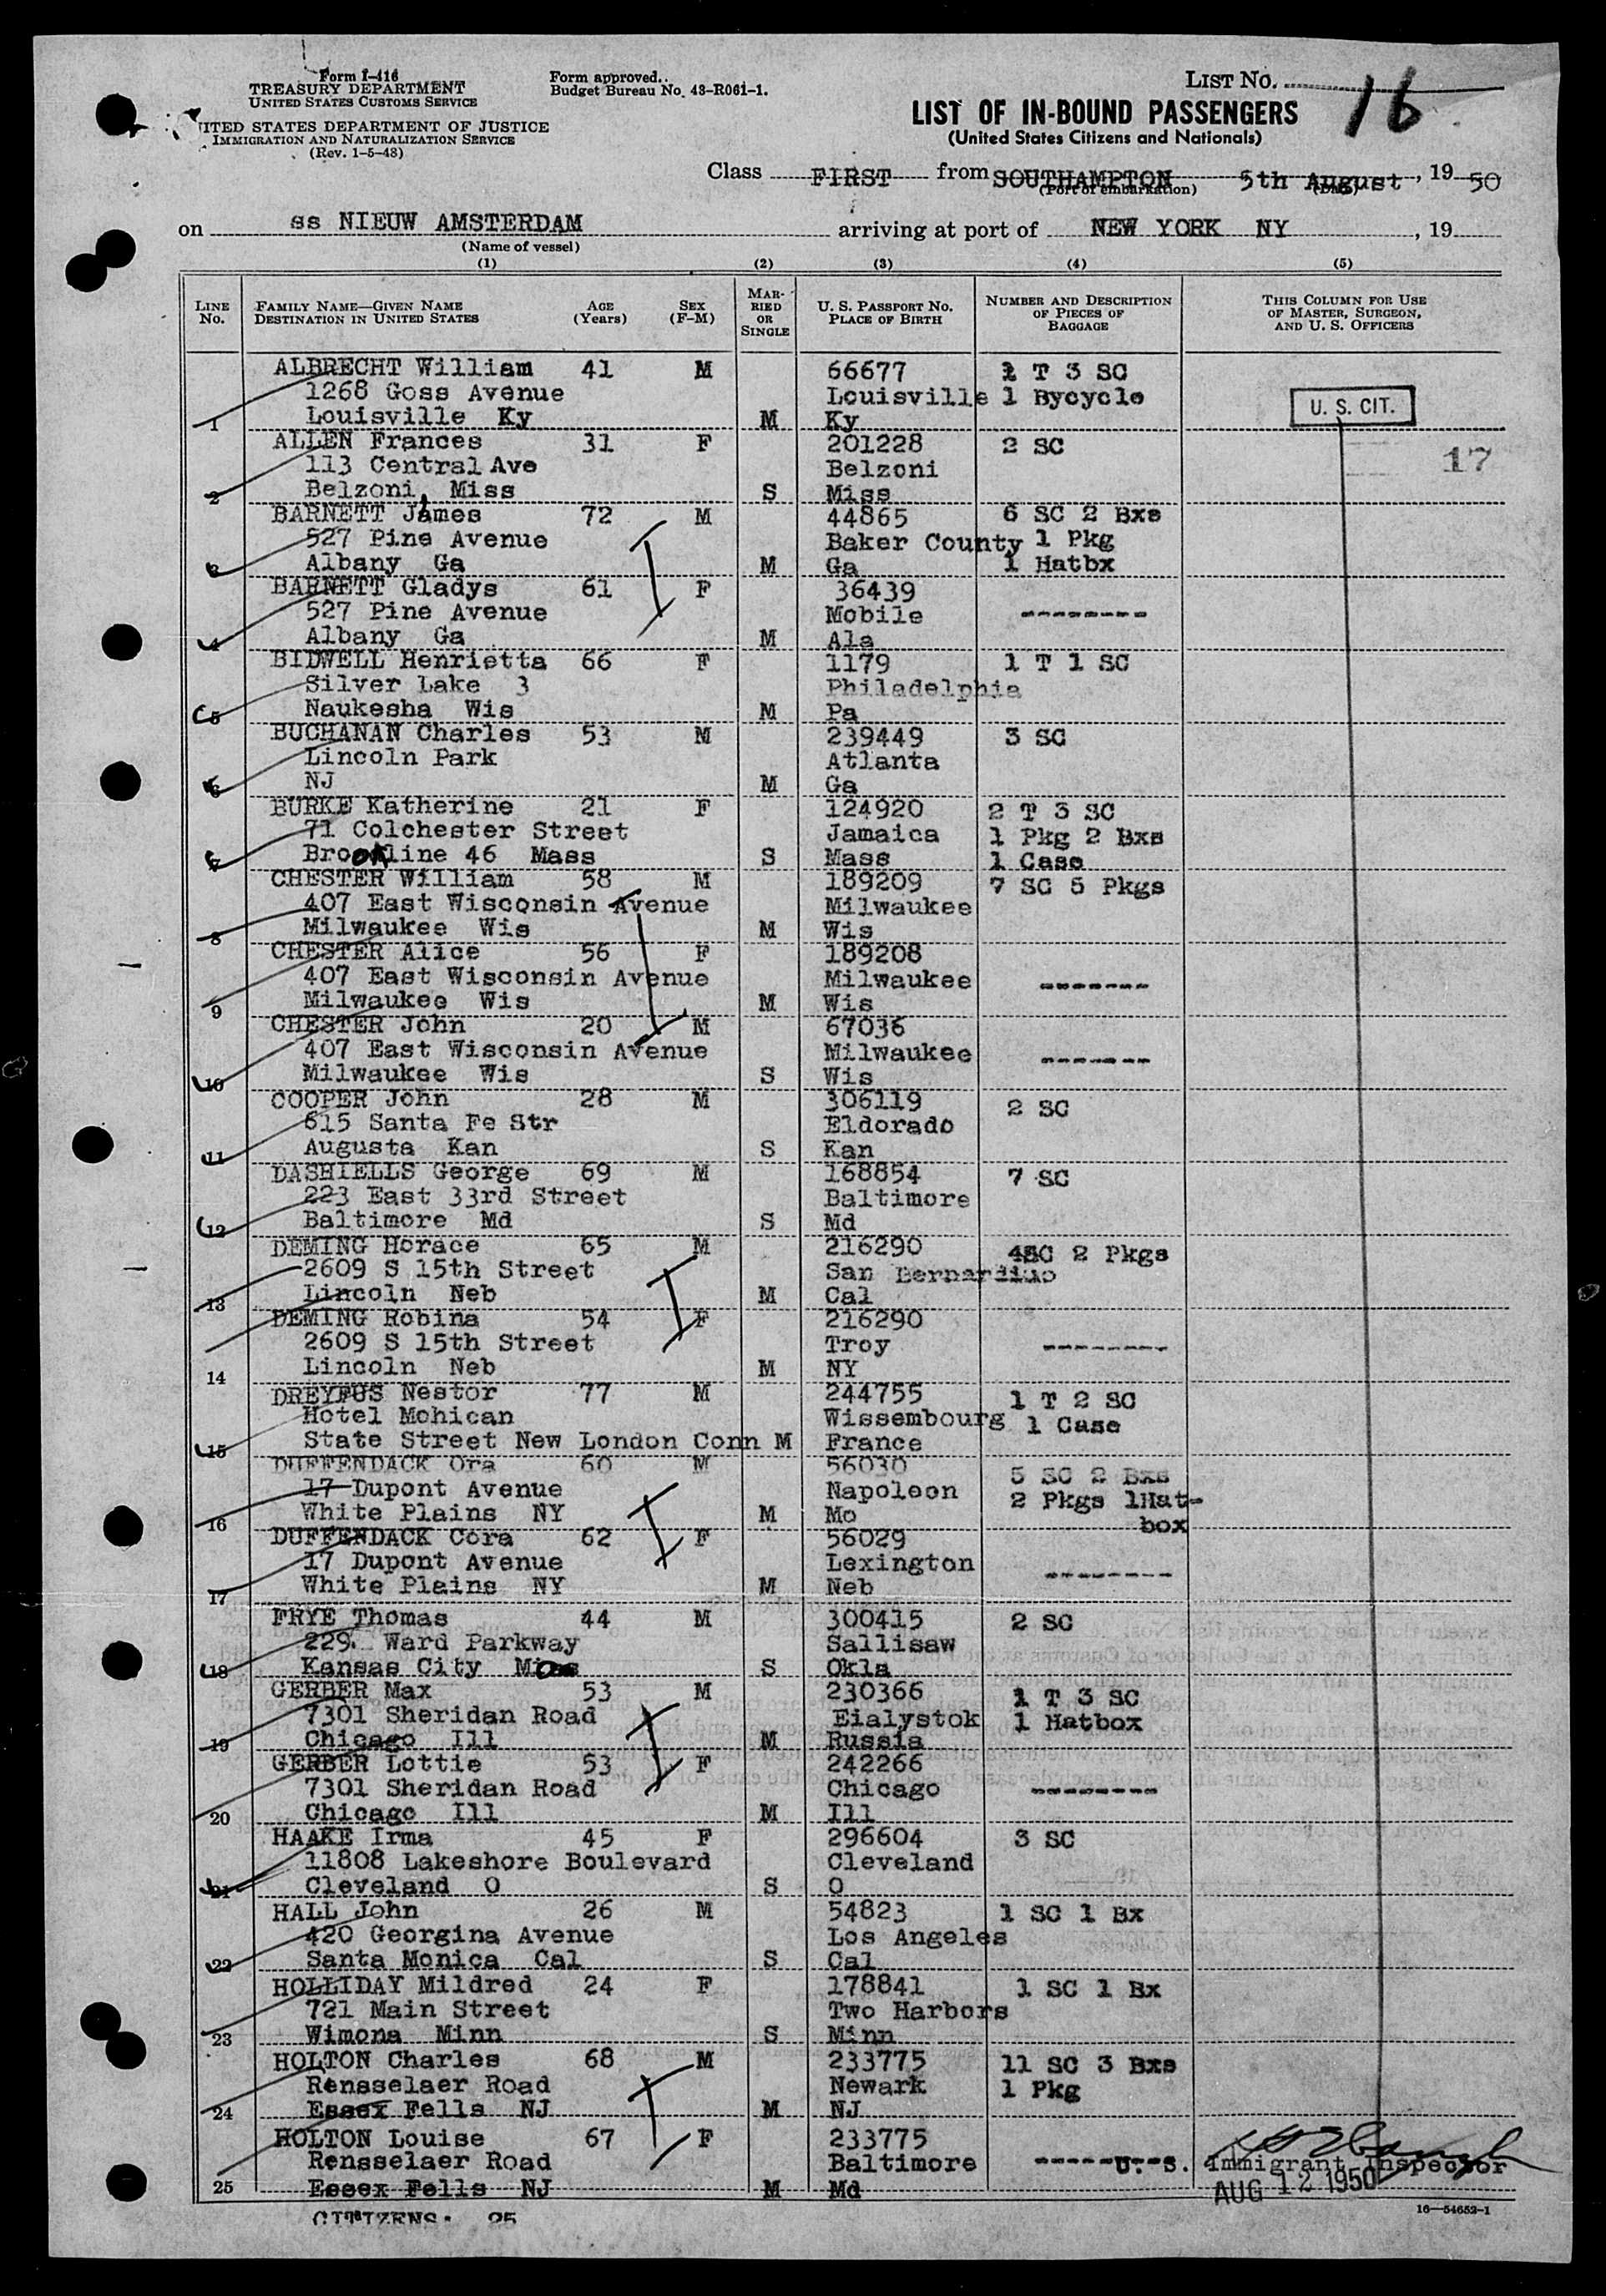 Form I-416
TREASURY DEPARTMENT
UNITED STATES CUSTOMS SERVICE
ITED STATES DEPARTMENT OF JUSTICE
IMMIGRATION AND NATURALIZATION SERVICE
(Rev. 1-5-48)
Form approved.
Budget Bureau No. 43-R061-1.
LIST NO. 16
LIST OF IN-BOUND PASSENGERS
(United States Citizens and Nationals)
Class FIRST from SOUTHAMPTON 5th August, 19 50
(Port of embarkation) (Date)
on ss NIEUW AMSTERDAM arriving at port of NEW YORK NY, 19
(Name of vessel)
(1) (2) (3) (4) (5)
LINE No. FAMILY NAME—GIVEN NAME DESTINATION IN UNITED STATES AGE (Years) SEX (F-M) MARRIED OR SINGLE U. S. PASSPORT No. PLACE OF BIRTH NUMBER AND DESCRIPTION OF PIECES OF BAGGAGE THIS COLUMN FOR USE OF MASTER, SURGEON, AND U. S. OFFICERS
ALBRECHT William 41 M 66677 1 T 3 SC
1268 Goss Avenue Louisville 1 Bycycle
1 Louisville Ky M Ky U. S. CIT.
ALLEN Frances 31 F 201228 2 SC
113 Central Ave Belzoni 17
2 Belzoni, Miss S Miss
BARNETT James 72 M 44865 6 SC 2 Bxs
527 Pine Avenue Baker County 1 Pkg
3 Albany Ga M Ga 1 Hatbx
BARNETT Gladys 61 F 36439
527 Pine Avenue Mobile --------
4 Albany Ga M Ala
BIDWELL Henrietta 66 F 1179 1 T 1 SC
Silver Lake 3 Philadelphia
5 Naukesha Wis M Pa
BUCHANAN Charles 53 M 239449 3 SC
Lincoln Park Atlanta
6 NJ M Ga
BURKE Katherine 21 F 124920 2 T 3 SC
71 Colchester Street Jamaica 1 Pkg 2 Bxs
7 Brookline 46 Mass S Mass 1 Case
CHESTER William 58 M 189209 7 SC 5 Pkgs
407 East Wisconsin Avenue Milwaukee
8 Milwaukee Wis M Wis
CHESTER Alice 56 F 189208
407 East Wisconsin Avenue Milwaukee -------
9 Milwaukee Wis M Wis
CHESTER John 20 M 67036
407 East Wisconsin Avenue Milwaukee -------
10 Milwaukee Wis S Wis
COOPER John 28 M 306119 2 SC
615 Santa Fe Str Eldorado
11 Augusta Kan S Kan
DASHIELLS George 69 M 168854 7 SC
223 East 33rd Street Baltimore
12 Baltimore Md S Md
DEMING Horace 65 M 216290 4SC 2 Pkgs
2609 S 15th Street San Bernardino
13 Lincoln Neb M Cal
DEMING Robina 54 F 216290
2609 S 15th Street Troy --------
14 Lincoln Neb M NY
DREYFUS Nestor 77 M 244755 1 T 2 SC
Hotel Mohican Wissembourg 1 Case
15 State Street New London Conn M France
DUFFENDACK Ora 60 M 56030 5 SC 2 Bxs
17 Dupont Avenue Napoleon 2 Pkgs 1Hat-
16 White Plains NY M Mo box
DUFFENDACK Cora 62 F 56029
17 Dupont Avenue Lexington --------
17 White Plains NY M Neb
FRYE Thomas 44 M 300415 2 SC
229. Ward Parkway Sallisaw
18 Kansas City Mo S Okla
GERBER Max 53 M 230366 1 T 3 SC
7301 Sheridan Road Eialystok 1 Hatbox
19 Chicago Ill M Russia
GERBER Lottie 53 F 242266
7301 Sheridan Road Chicago --------
20 Chicago Ill M Ill
HAAKE Irma 45 F 296604 3 SC
11808 Lakeshore Boulevard Cleveland
21 Cleveland O S O
HALL John 26 M 54823 1 SC 1 Bx
420 Georgina Avenue Los Angeles
22 Santa Monica Cal S Cal
HOLLIDAY Mildred 24 F 178841 1 SC 1 Bx
721 Main Street Two Harbors
23 Wimona Minn S Minn
HOLTON Charles 68 M 233775 11 SC 3 Bxs
Rensselaer Road Newark 1 Pkg
24 Essex Fells NJ M NJ
HOLTON Louise 67 F 233775
Rensselaer Road Baltimore -------- U. S. Immigrant Inspector
25 Essex Fells NJ M Md AUG 12 1950
CITIZENS: 25
16—54652-1